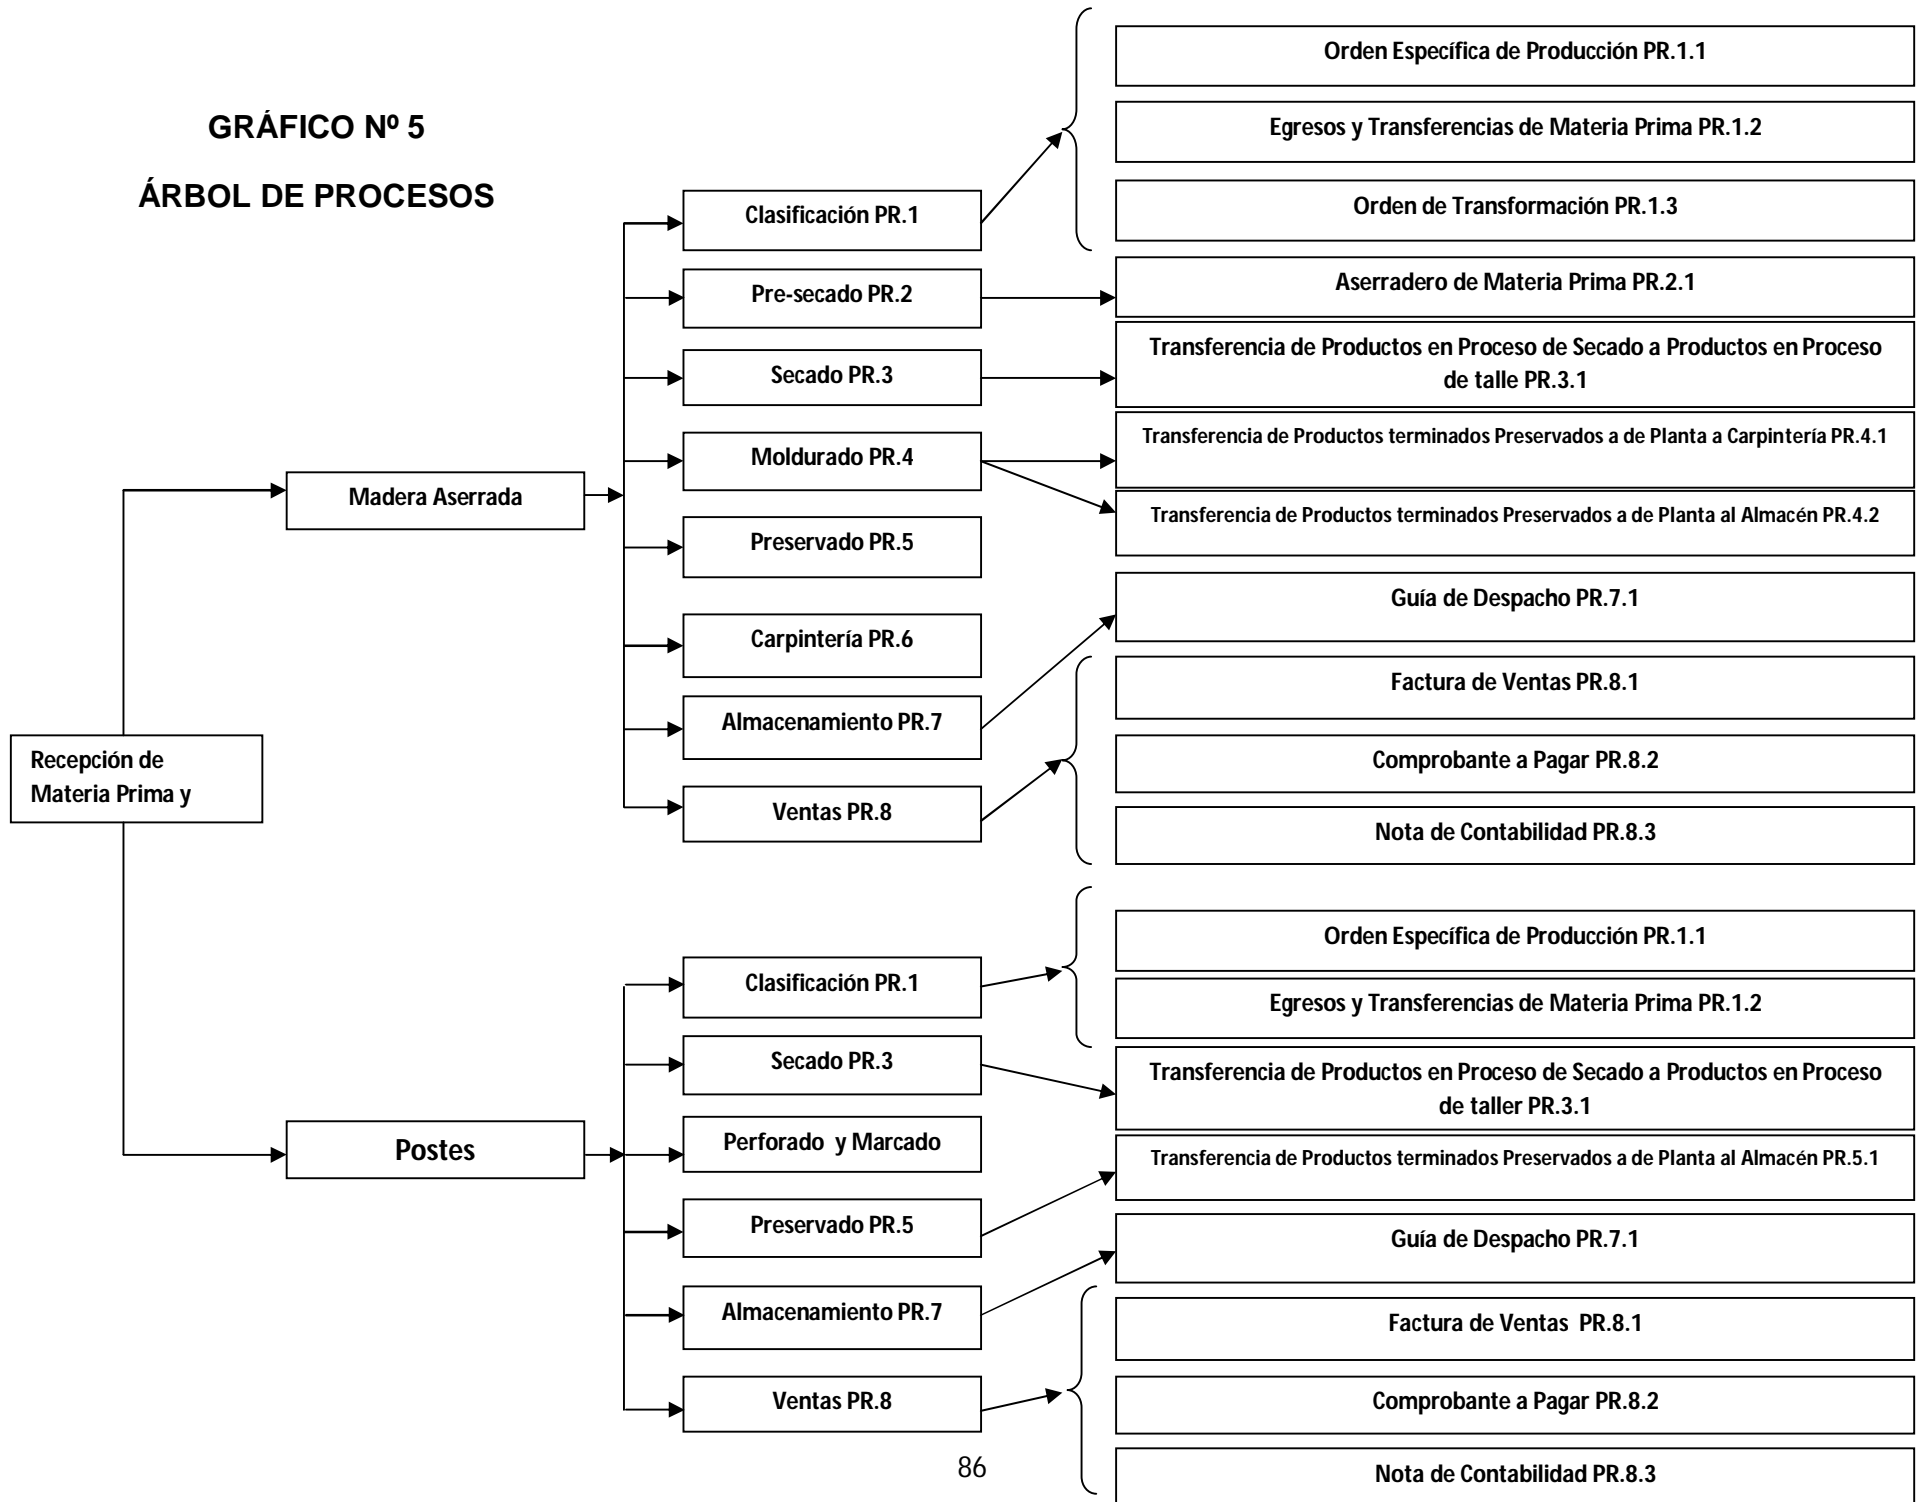 GRÁFICO Nº 5
ÁRBOL DE PROCESOS
Recepción de
Materia Prima y
Madera Aserrada
Clasificación PR.1
Pre-secado PR.2
Secado PR.3
Moldurado PR.4
Preservado PR.5
Carpintería PR.6
Almacenamiento PR.7
Ventas PR.8
Orden Específica de Producción PR.1.1
Egresos y Transferencias de Materia Prima PR.1.2
Orden de Transformación PR.1.3
Aserradero de Materia Prima PR.2.1
Transferencia de Productos en Proceso de Secado a Productos en Proceso
de talle PR.3.1
Transferencia de Productos terminados Preservados a de Planta a Carpintería PR.4.1
Transferencia de Productos terminados Preservados a de Planta al Almacén PR.4.2
Guía de Despacho PR.7.1
Factura de Ventas PR.8.1
Comprobante a Pagar PR.8.2
Nota de Contabilidad PR.8.3
Postes
Clasificación PR.1
Secado PR.3
Perforado y Marcado
Preservado PR.5
Almacenamiento PR.7
Ventas PR.8
Orden Específica de Producción PR.1.1
Egresos y Transferencias de Materia Prima PR.1.2
Transferencia de Productos en Proceso de Secado a Productos en Proceso
de taller PR.3.1
Transferencia de Productos terminados Preservados a de Planta al Almacén PR.5.1
Guía de Despacho PR.7.1
Factura de Ventas PR.8.1
Comprobante a Pagar PR.8.2
Nota de Contabilidad PR.8.3
86